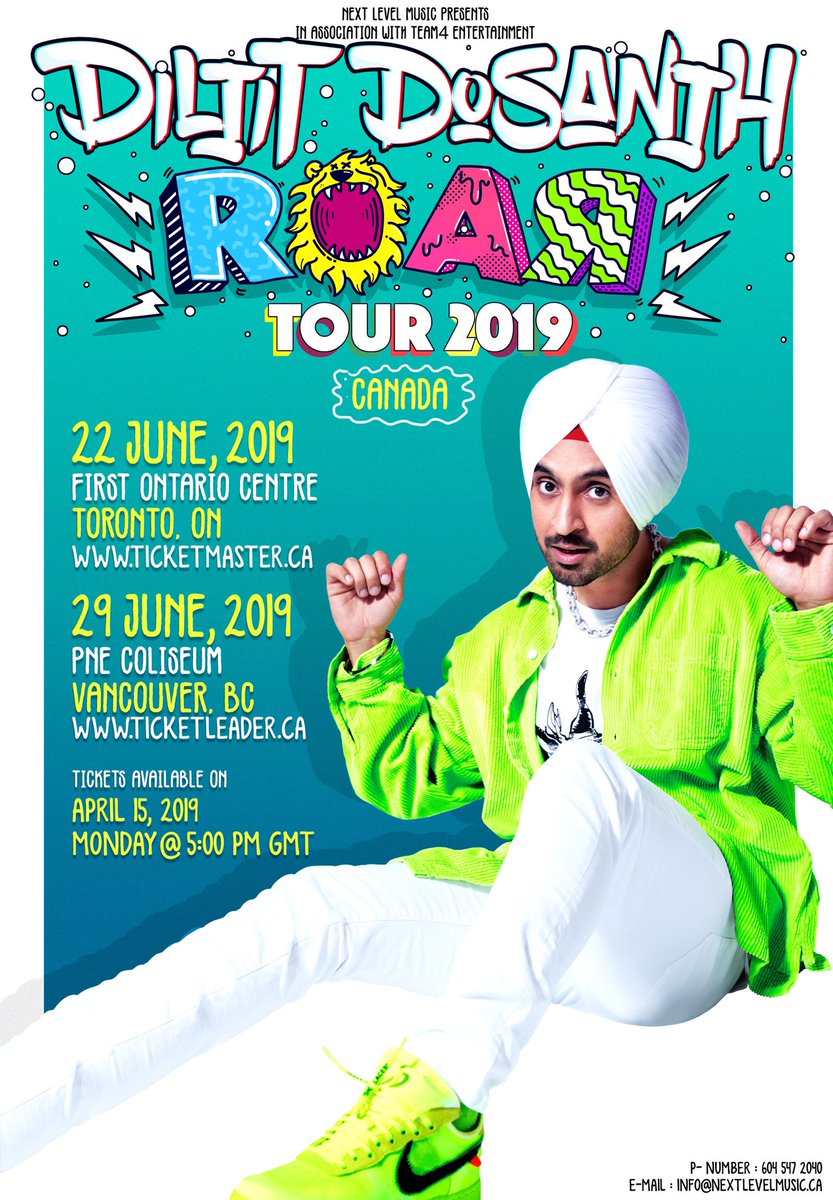 NEXT LEVEL MUSIC PRESENTS
IN ASSOCIATION WITH TEAM4 ENTERTAINMENT
DILJIT DOSANJH
ROAR
TOUR 2019
CANADA
22 JUNE, 2019
FIRST ONTARIO CENTRE
TORONTO, ON
WWW.TICKETMASTER.CA
29 JUNE, 2019
PNE COLISEUM
VANCOUVER, BC
WWW.TICKETLEADER.CA
TICKETS AVAILABLE ON
APRIL 15, 2019
MONDAY @ 5:00 PM GMT
P- NUMBER : 604 547 2040
E-MAIL : INFO@NEXTLEVELMUSIC.CA